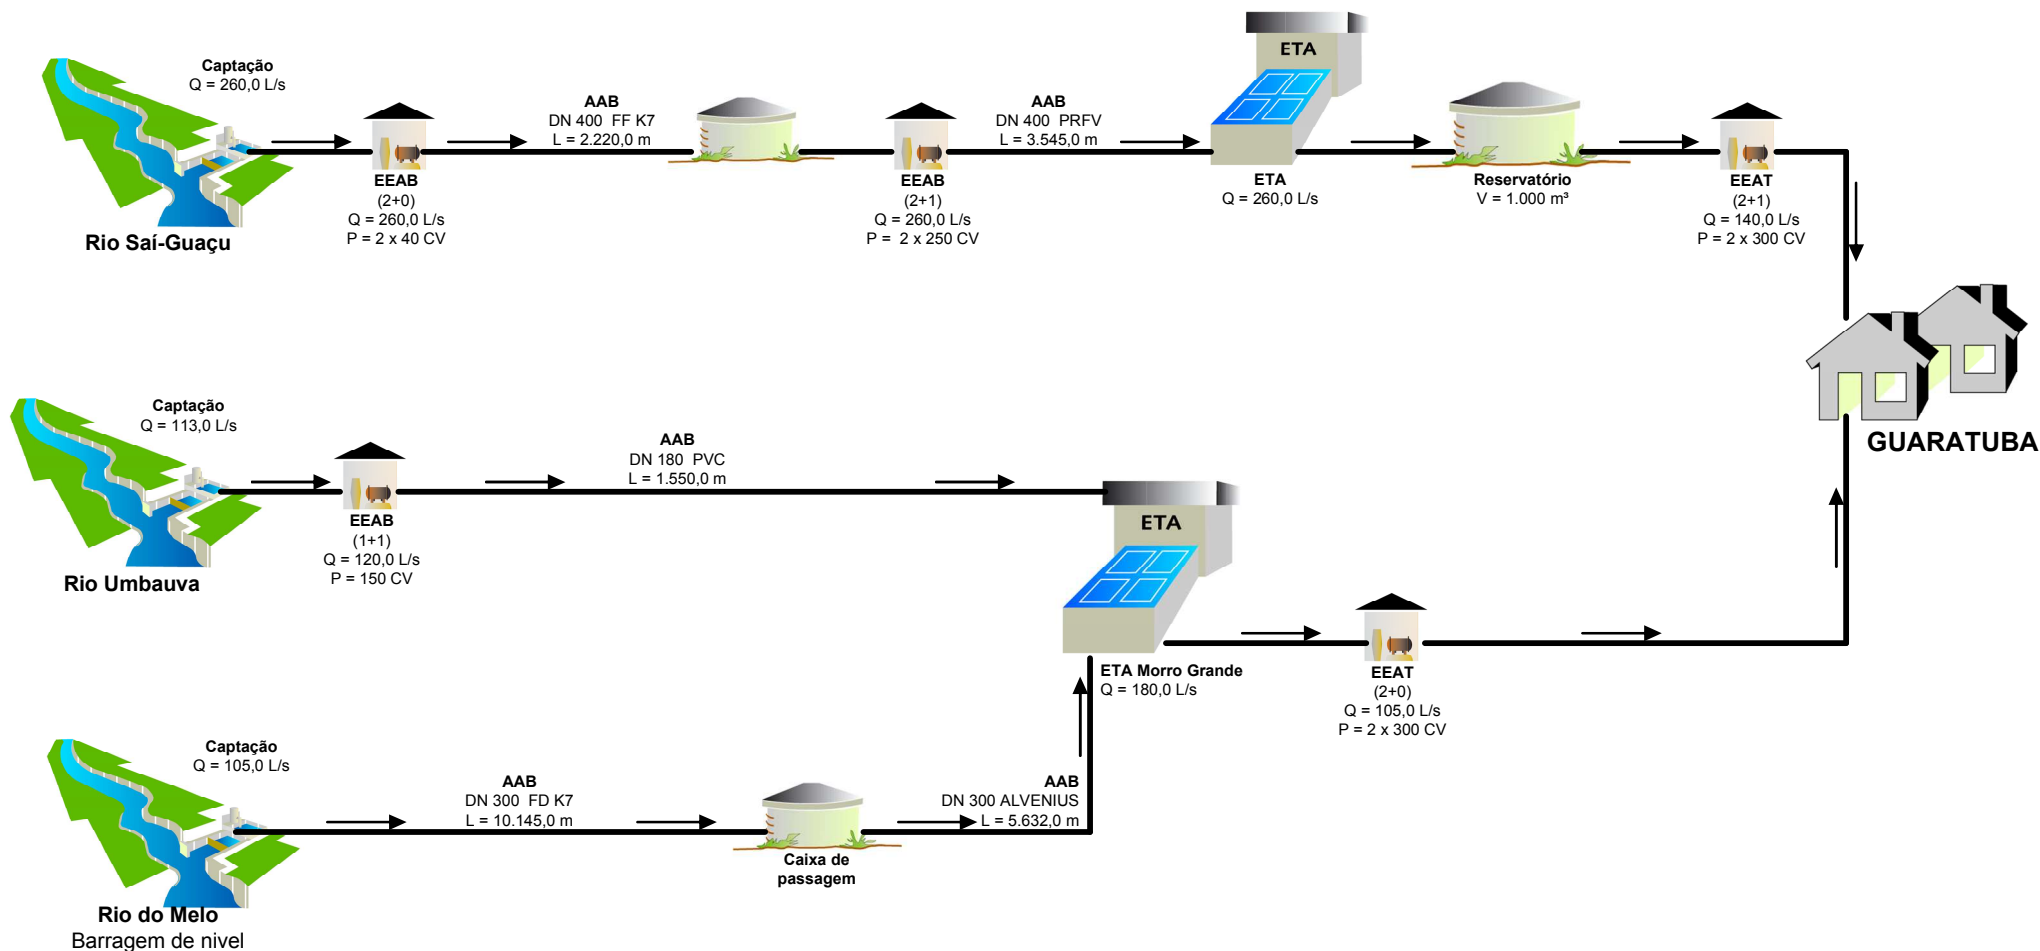 Captação
Q = 260,0 L/s
AAB
DN 400  FF K7
L = 2.220,0 m
AAB
DN 400  PRFV
L = 3.545,0 m
ETA
EEAB
(2+0)
Q = 260,0 L/s
P = 2 x 40 CV
EEAB
(2+1)
Q = 260,0 L/s
P =  2 x 250 CV
ETA
Q = 260,0 L/s
Reservatório
V = 1.000 m³
EEAT
(2+1)
Q = 140,0 L/s
P = 2 x 300 CV
Rio Saí-Guaçu
GUARATUBA
Captação
Q = 113,0 L/s
AAB
DN 180  PVC
L = 1.550,0 m
EEAB
(1+1)
Q = 120,0 L/s
P = 150 CV
Rio Umbauva
ETA
ETA Morro Grande
Q = 180,0 L/s
EEAT
(2+0)
Q = 105,0 L/s
P = 2 x 300 CV
Captação
Q = 105,0 L/s
AAB
DN 300  FD K7
L = 10.145,0 m
AAB
DN 300 ALVENIUS
L = 5.632,0 m
Caixa de
passagem
Rio do Melo
Barragem de nivel